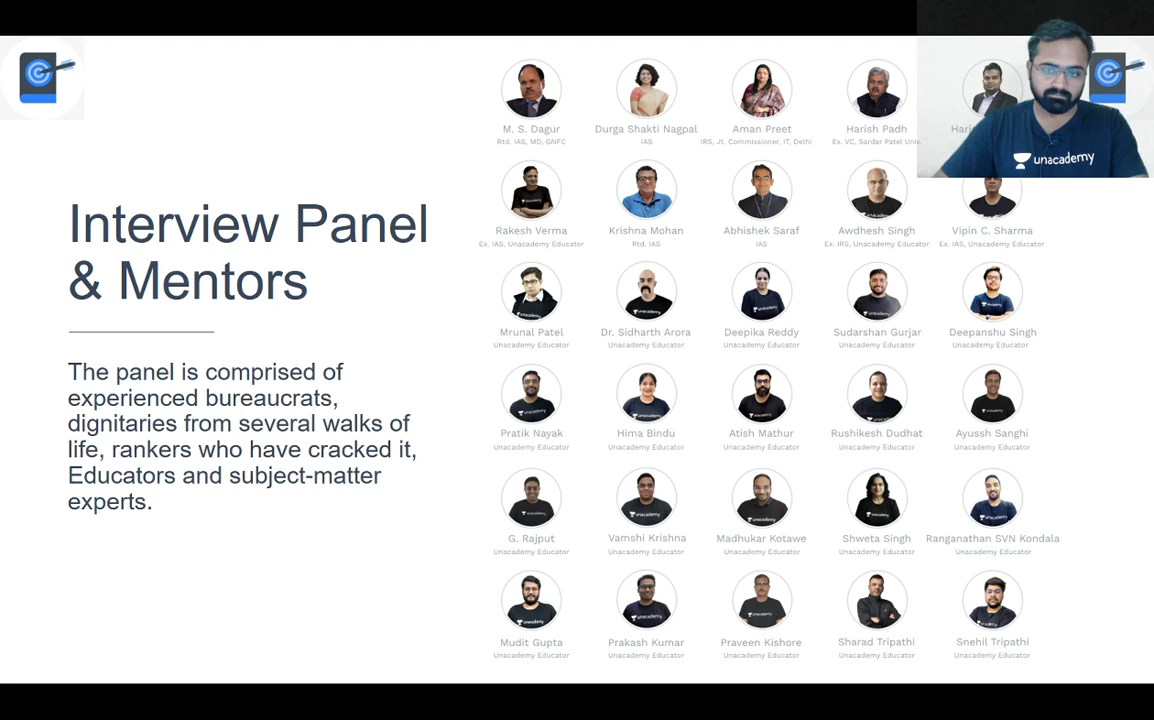 Interview Panel
& Mentors
The panel is comprised of
experienced bureaucrats,
dignitaries from several walks of
life, rankers who have cracked it,
Educators and subject-matter
experts.
M. S. Dagur
Rtd. IAS, MD, GNFC
Durga Shakti Nagpal
IAS
Aman Preet
IRS, Jt. Commissioner, IT, Delhi
Harish Padh
Ex. VC, Sardar Patel Univ.
unacademy
Rakesh Verma
Ex. IAS, Unacademy Educator
Krishna Mohan
Rtd. IAS
Abhishek Saraf
IAS
Awdhesh Singh
Ex. IRS, Unacademy Educator
Vipin C. Sharma
Ex. IAS, Unacademy Educator
Mrunal Patel
Unacademy Educator
Dr. Sidharth Arora
Unacademy Educator
Deepika Reddy
Unacademy Educator
Sudarshan Gurjar
Unacademy Educator
Deepanshu Singh
Unacademy Educator
Pratik Nayak
Unacademy Educator
Hima Bindu
Unacademy Educator
Atish Mathur
Unacademy Educator
Rushikesh Dudhat
Unacademy Educator
Ayussh Sanghi
Unacademy Educator
G. Rajput
Unacademy Educator
Vamshi Krishna
Unacademy Educator
Madhukar Kotawe
Unacademy Educator
Shweta Singh
Unacademy Educator
Ranganathan SVN Kondala
Unacademy Educator
Mudit Gupta
Unacademy Educator
Prakash Kumar
Unacademy Educator
Praveen Kishore
Unacademy Educator
Sharad Tripathi
Unacademy Educator
Snehil Tripathi
Unacademy Educator